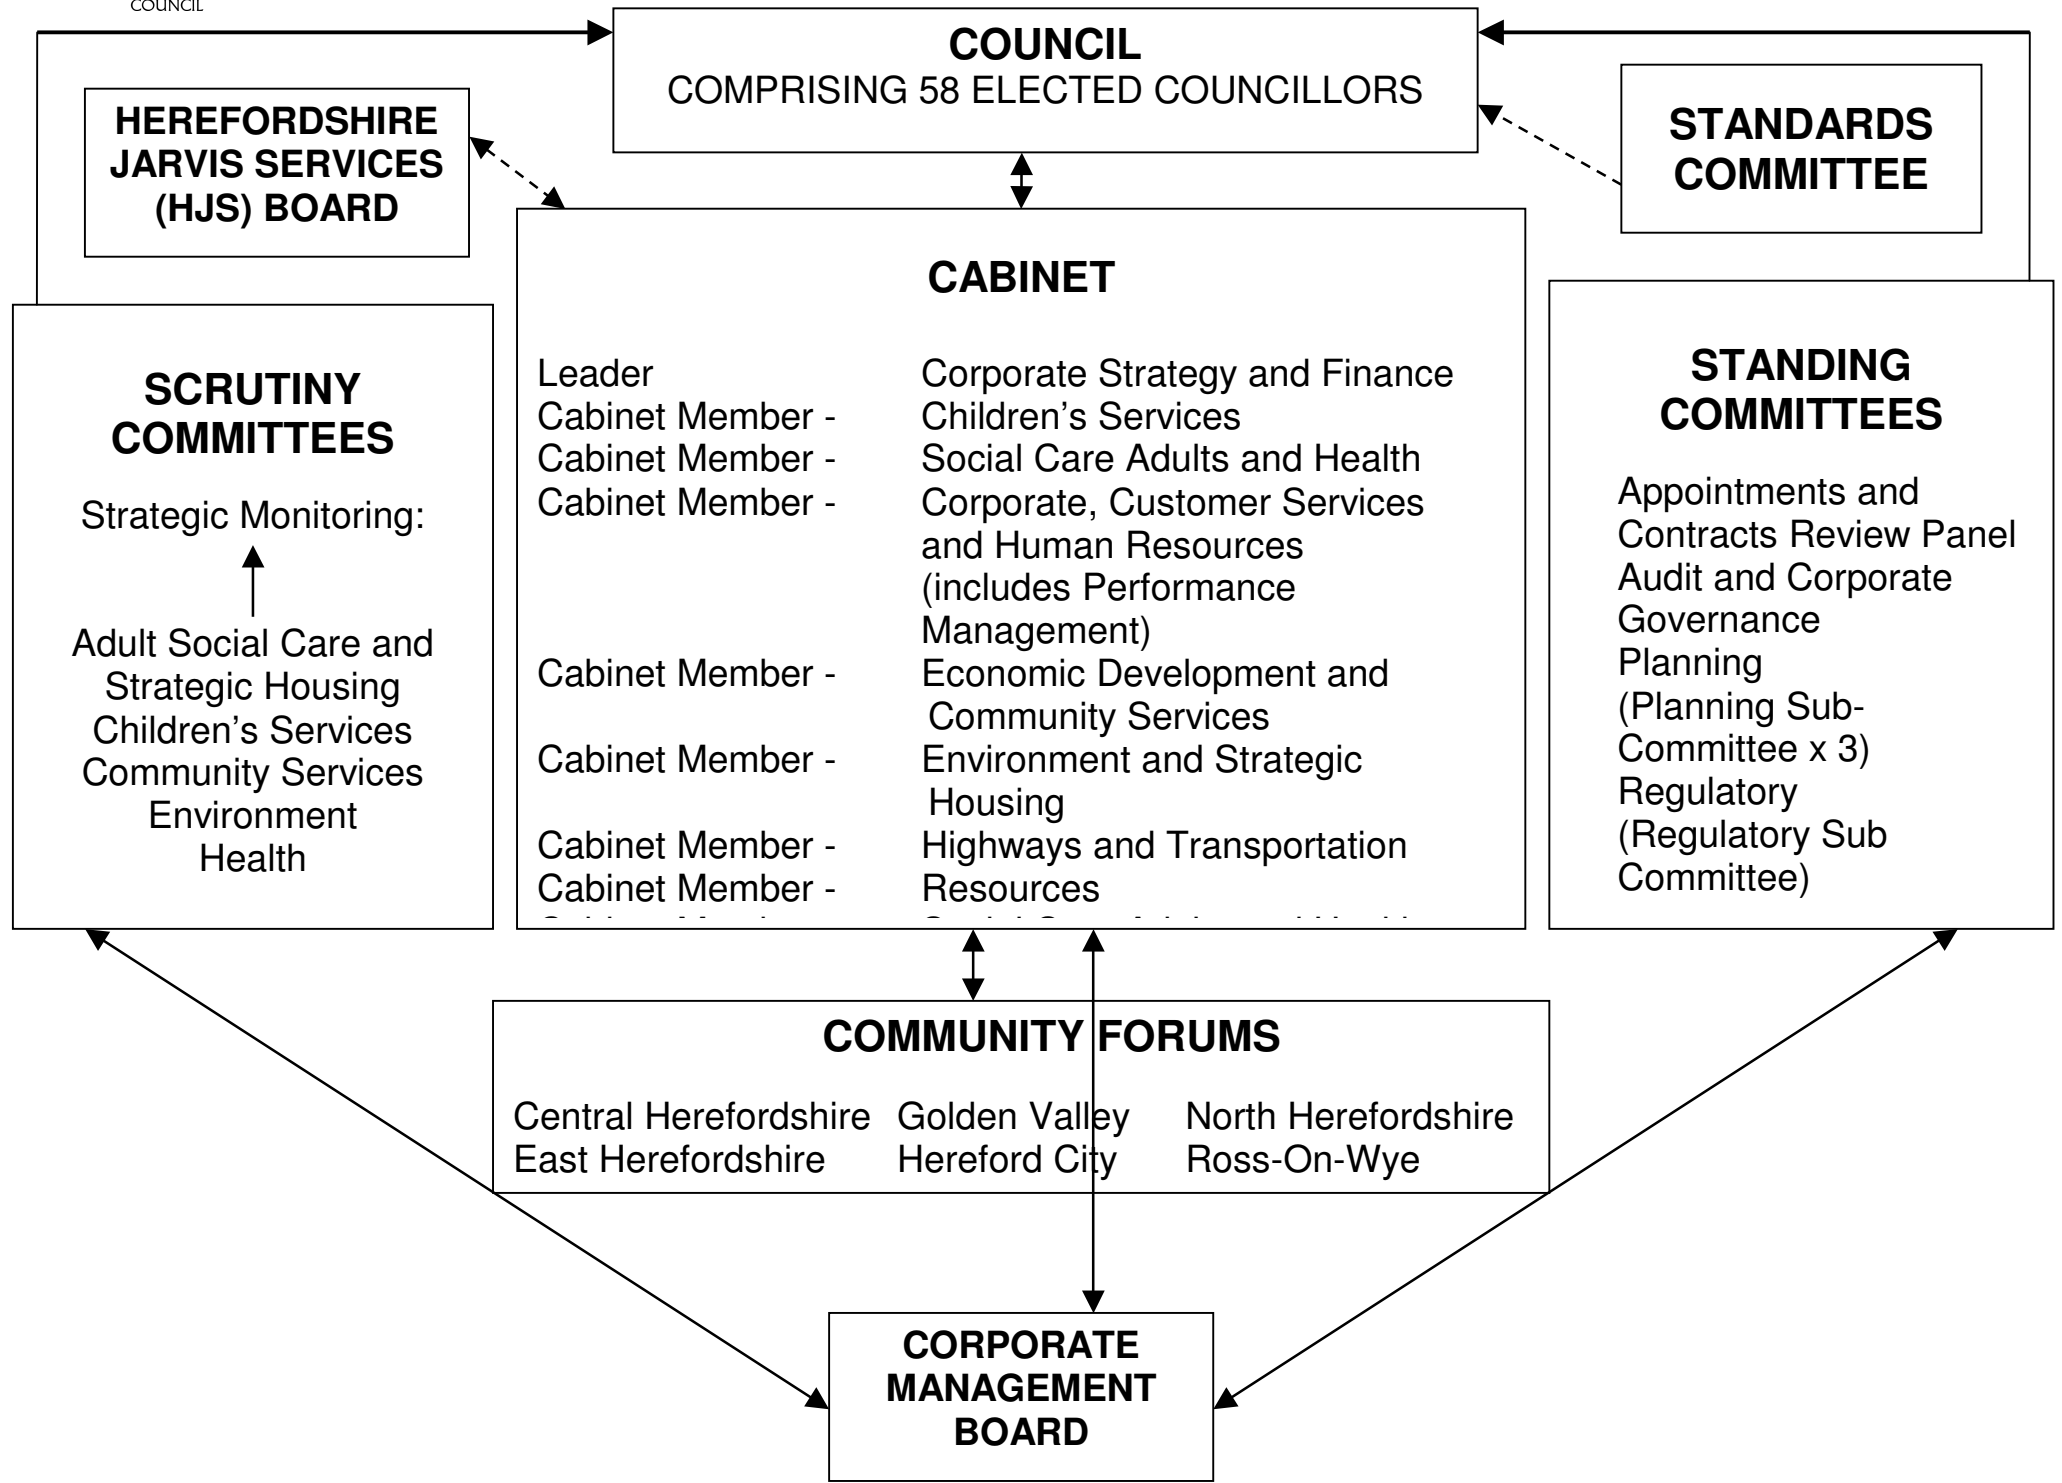 COUNCIL
COUNCIL
COMPRISING 58 ELECTED COUNCILLORS
HEREFORDSHIRE
JARVIS SERVICES
(HJS) BOARD
STANDARDS
COMMITTEE
SCRUTINY
COMMITTEES
Strategic Monitoring:
Adult Social Care and
Strategic Housing
Children’s Services
Community Services
Environment
Health
CABINET
Leader Corporate Strategy and Finance
Cabinet Member - Children’s Services
Cabinet Member - Social Care Adults and Health
Cabinet Member - Corporate, Customer Services
and Human Resources
(includes Performance
Management)
Cabinet Member - Economic Development and
Community Services
Cabinet Member - Environment and Strategic
Housing
Cabinet Member - Highways and Transportation
Cabinet Member - Resources
STANDING
COMMITTEES
Appointments and
Contracts Review Panel
Audit and Corporate
Governance
Planning
(Planning Sub-
Committee x 3)
Regulatory
(Regulatory Sub
Committee)
COMMUNITY FORUMS
Central Herefordshire Golden Valley North Herefordshire
East Herefordshire Hereford City Ross-On-Wye
CORPORATE
MANAGEMENT
BOARD